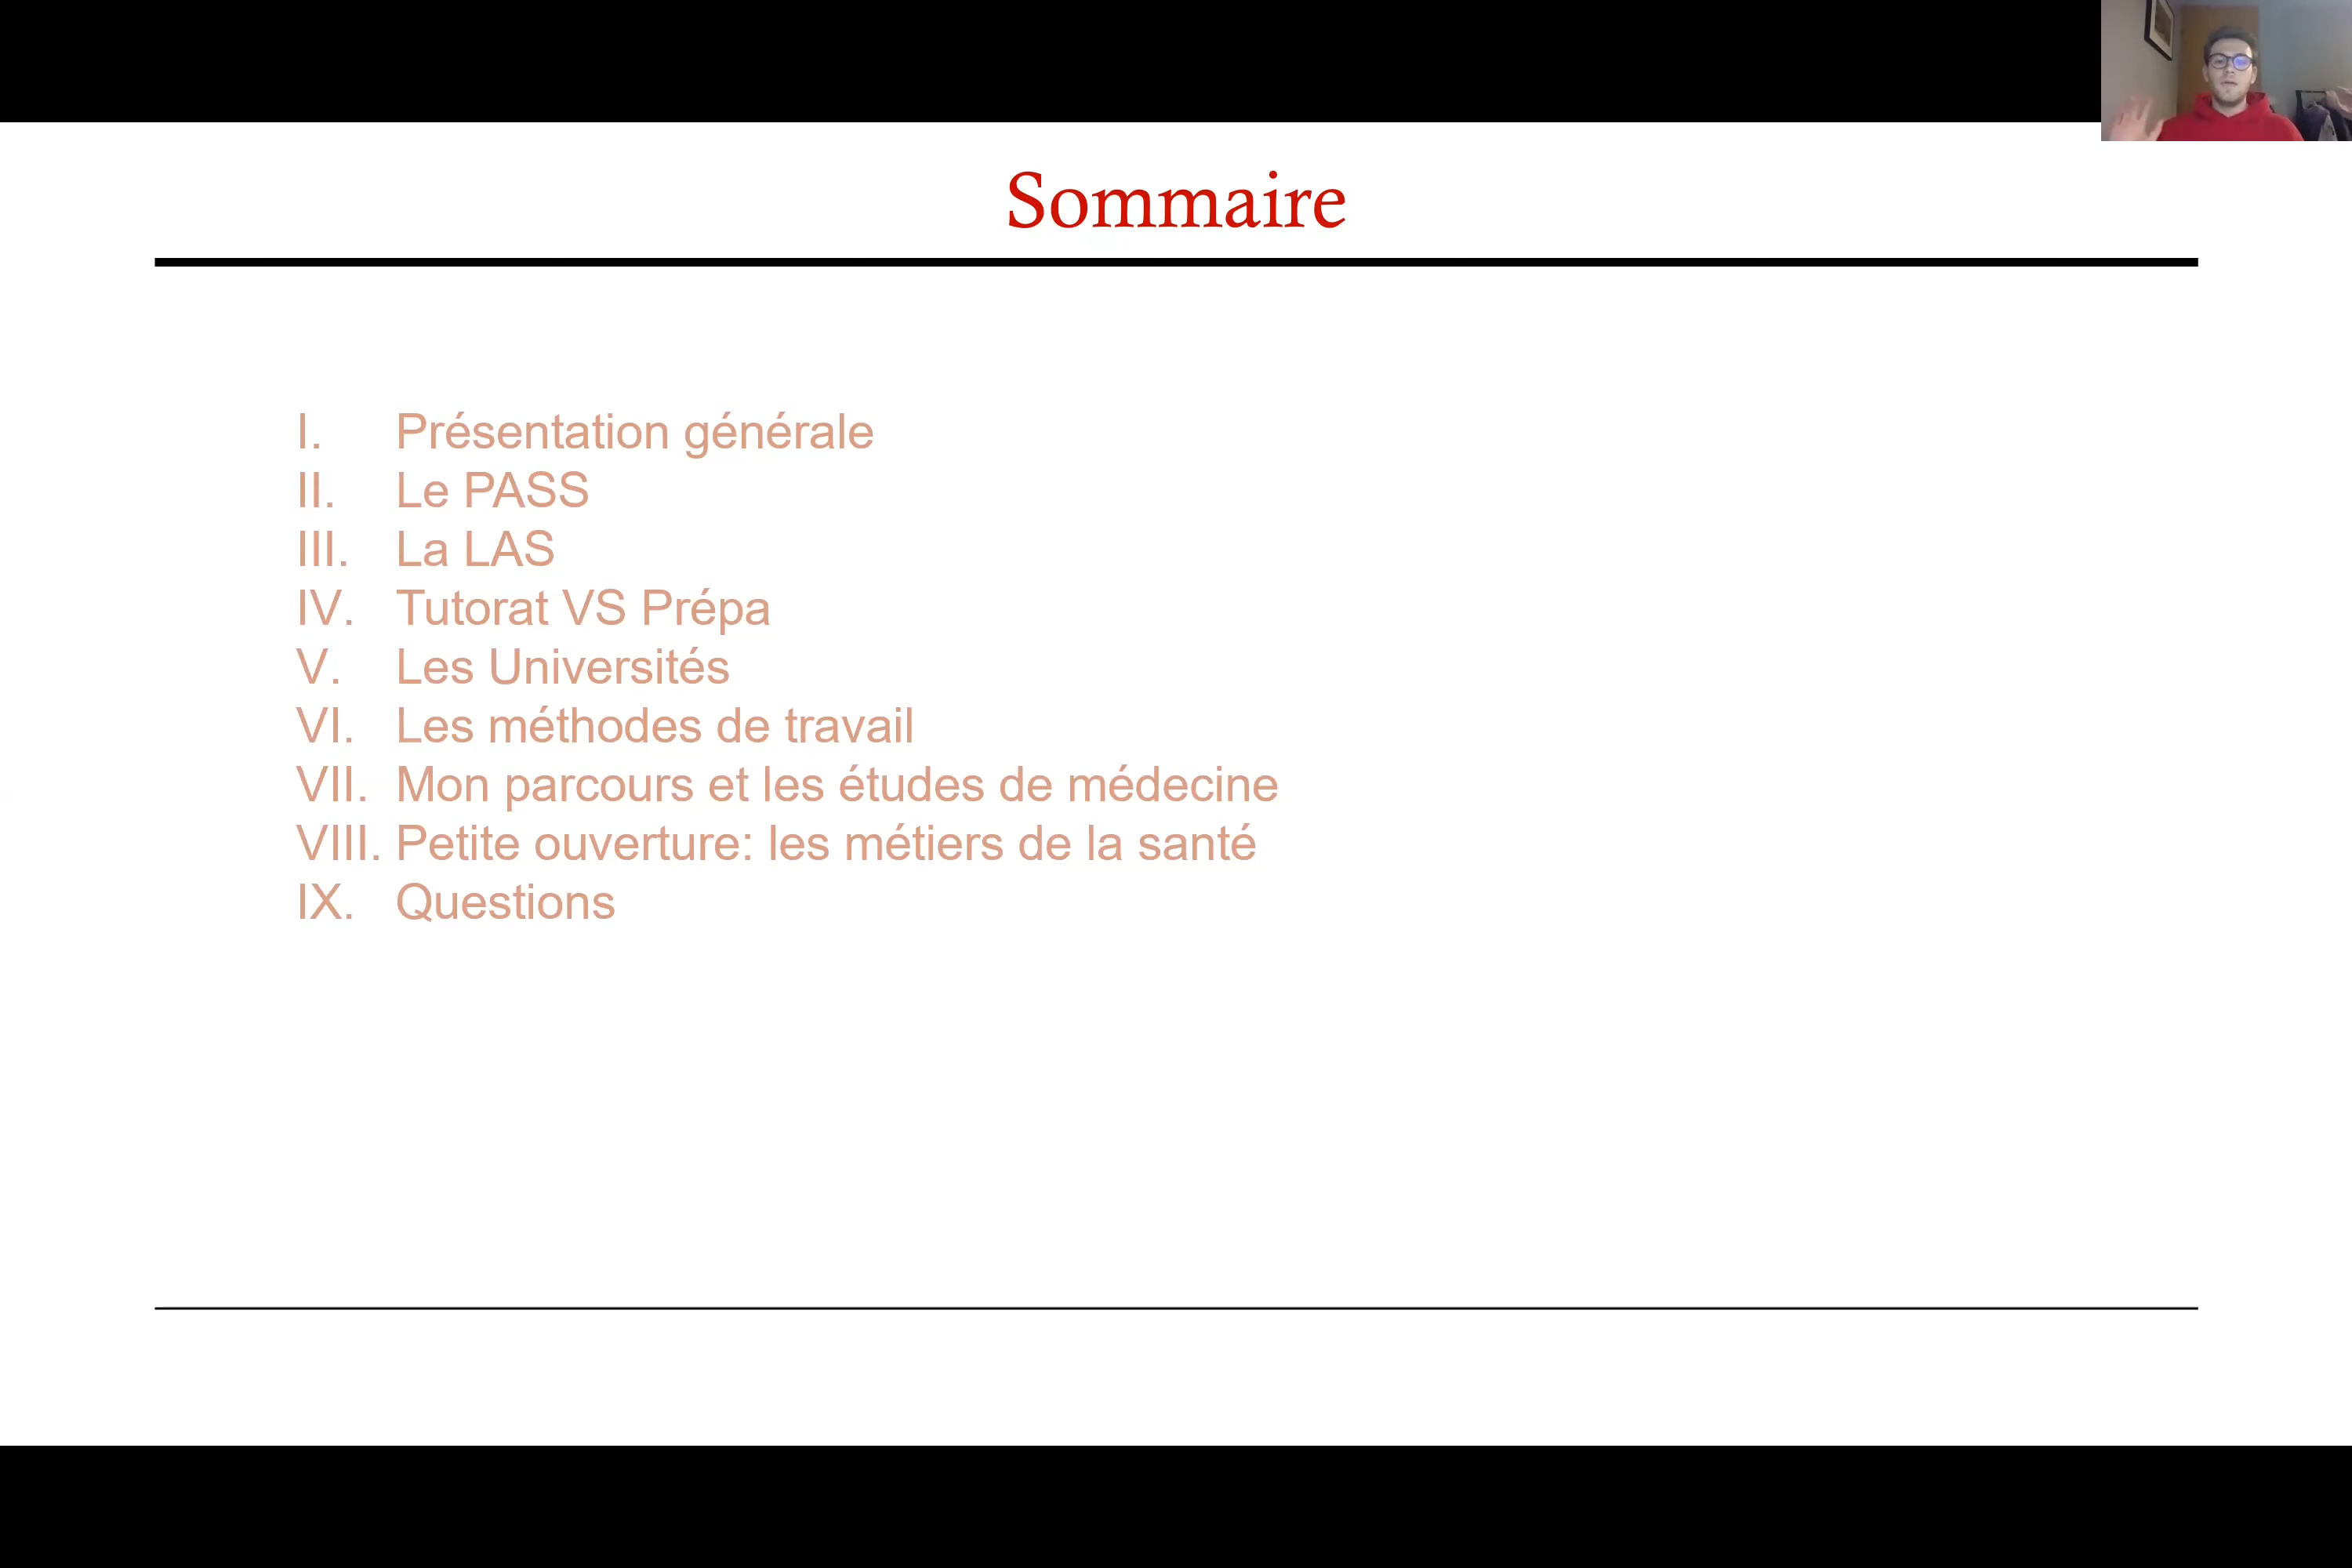 Sommaire
I. Présentation générale
II. Le PASS
III. La LAS
IV. Tutorat VS Prépa
V. Les Universités
VI. Les méthodes de travail
VII. Mon parcours et les études de médecine
VIII. Petite ouverture: les métiers de la santé
IX. Questions